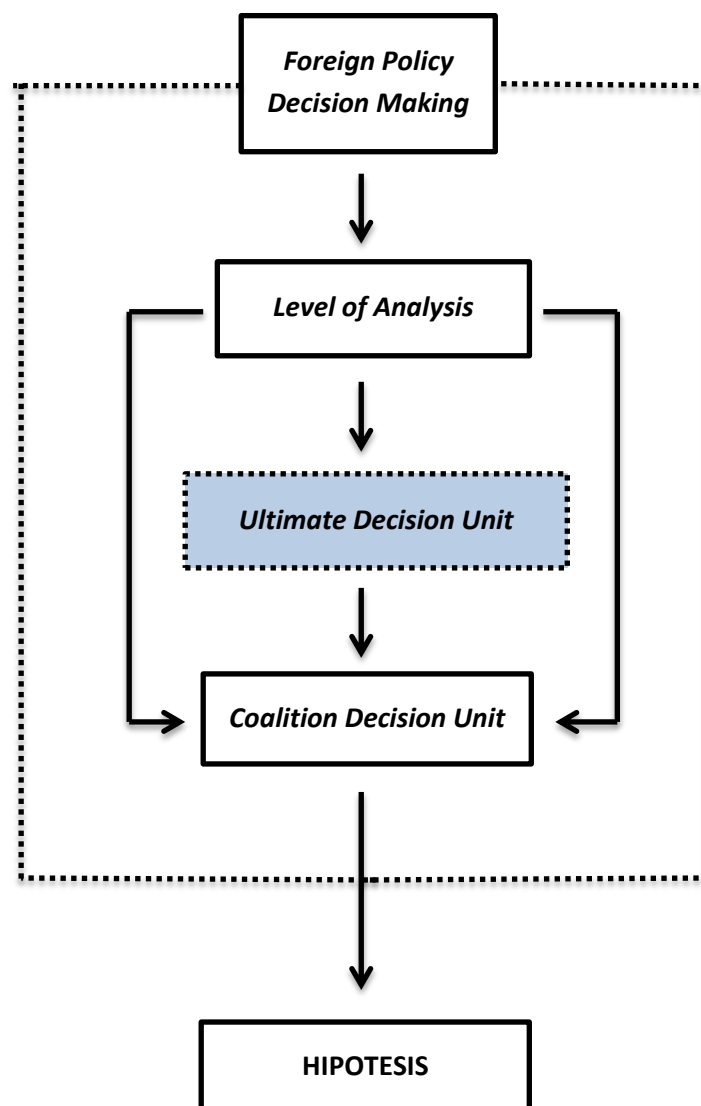 Foreign Policy
Decision Making
Level of Analysis
Ultimate Decision Unit
Coalition Decision Unit
HIPOTESIS